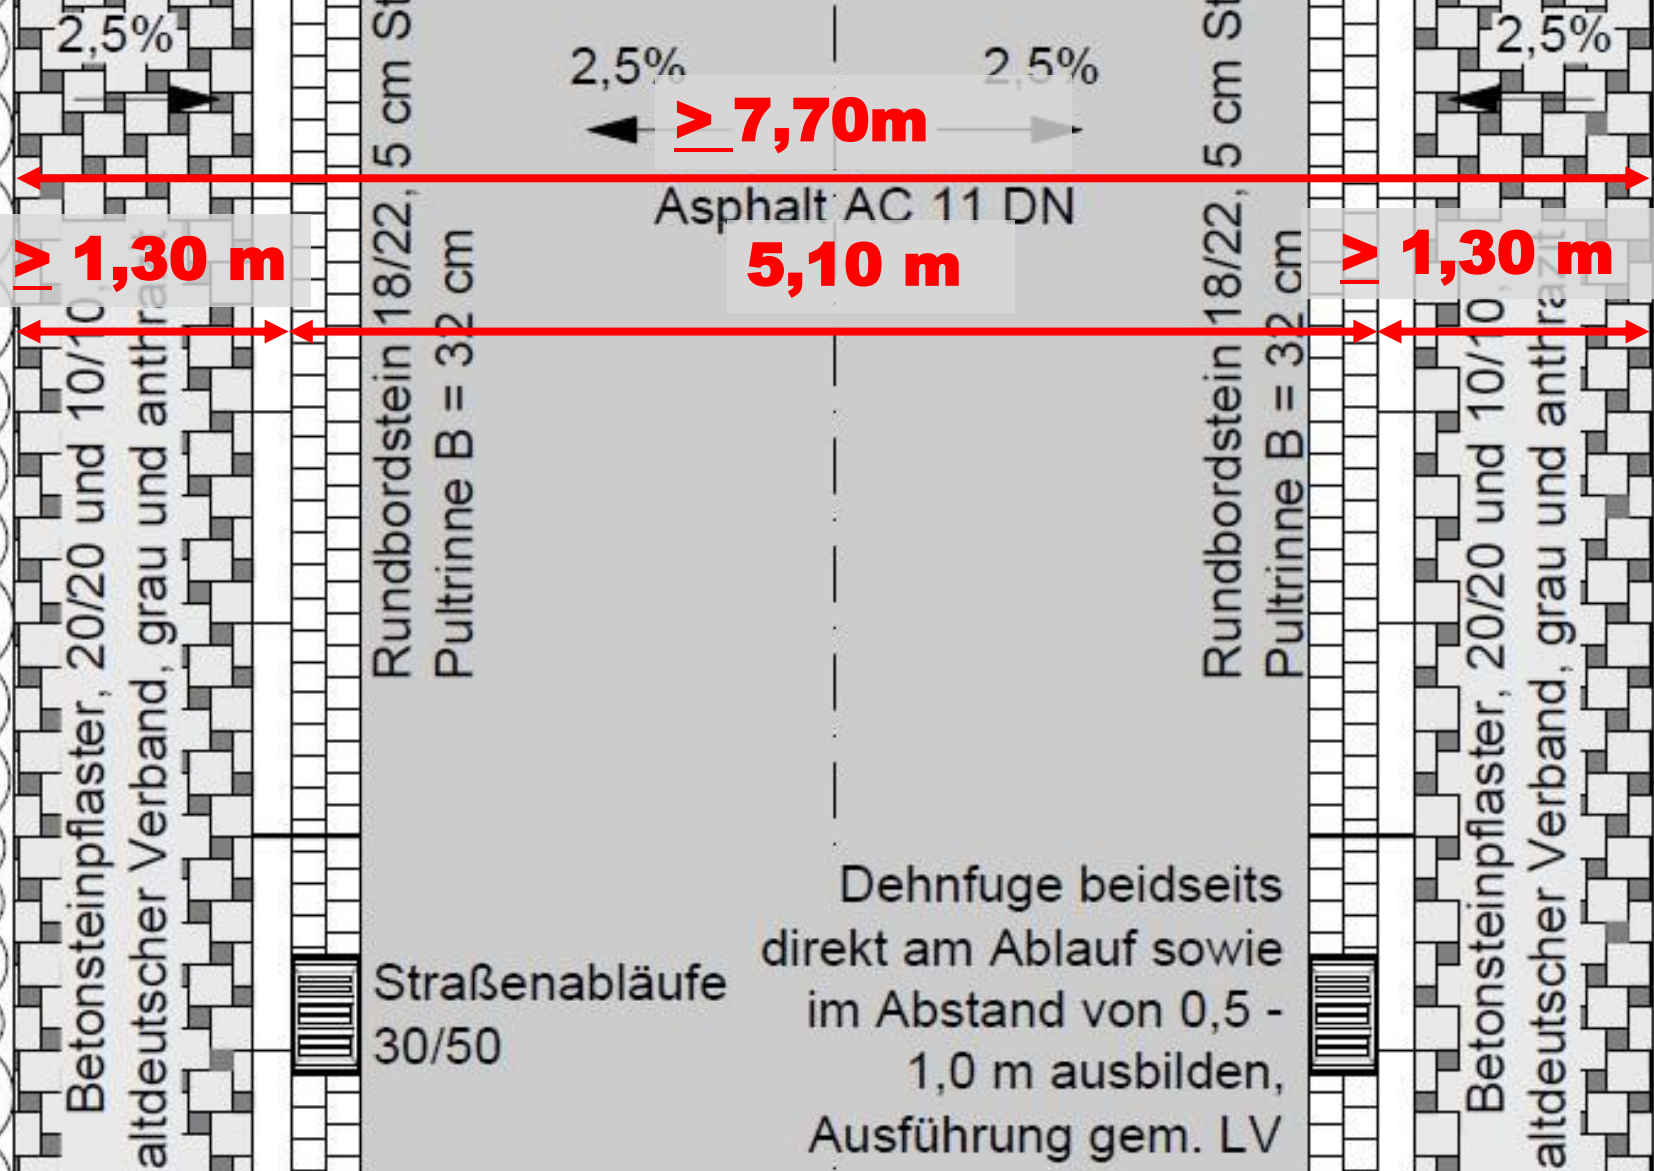 2,5%
2,5%
2,5%
2,5%
≥ 7,70m
Asphalt AC 11 DN
≥ 1,30 m
5,10 m
≥ 1,30 m
Betonsteinpflaster, 20/20 und 10/10,
altdeutscher Verband, grau und anthrazit
Rundbordstein 18/22, 5 cm
Pultrinne B = 32 cm
Rundbordstein 18/22, 5 cm
Pultrinne B = 32 cm
Betonsteinpflaster, 20/20 und 10/10,
altdeutscher Verband, grau und anthrazit
Straßenabläufe
30/50
Dehnfuge beidseits
direkt am Ablauf sowie
im Abstand von 0,5 -
1,0 m ausbilden,
Ausführung gem. LV